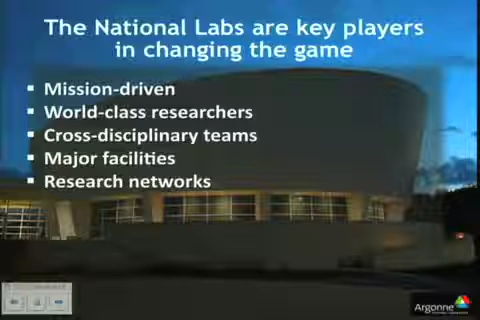 The National Labs are key players
in changing the game
▪ Mission-driven
▪ World-class researchers
▪ Cross-disciplinary teams
▪ Major facilities
▪ Research networks
Argonne